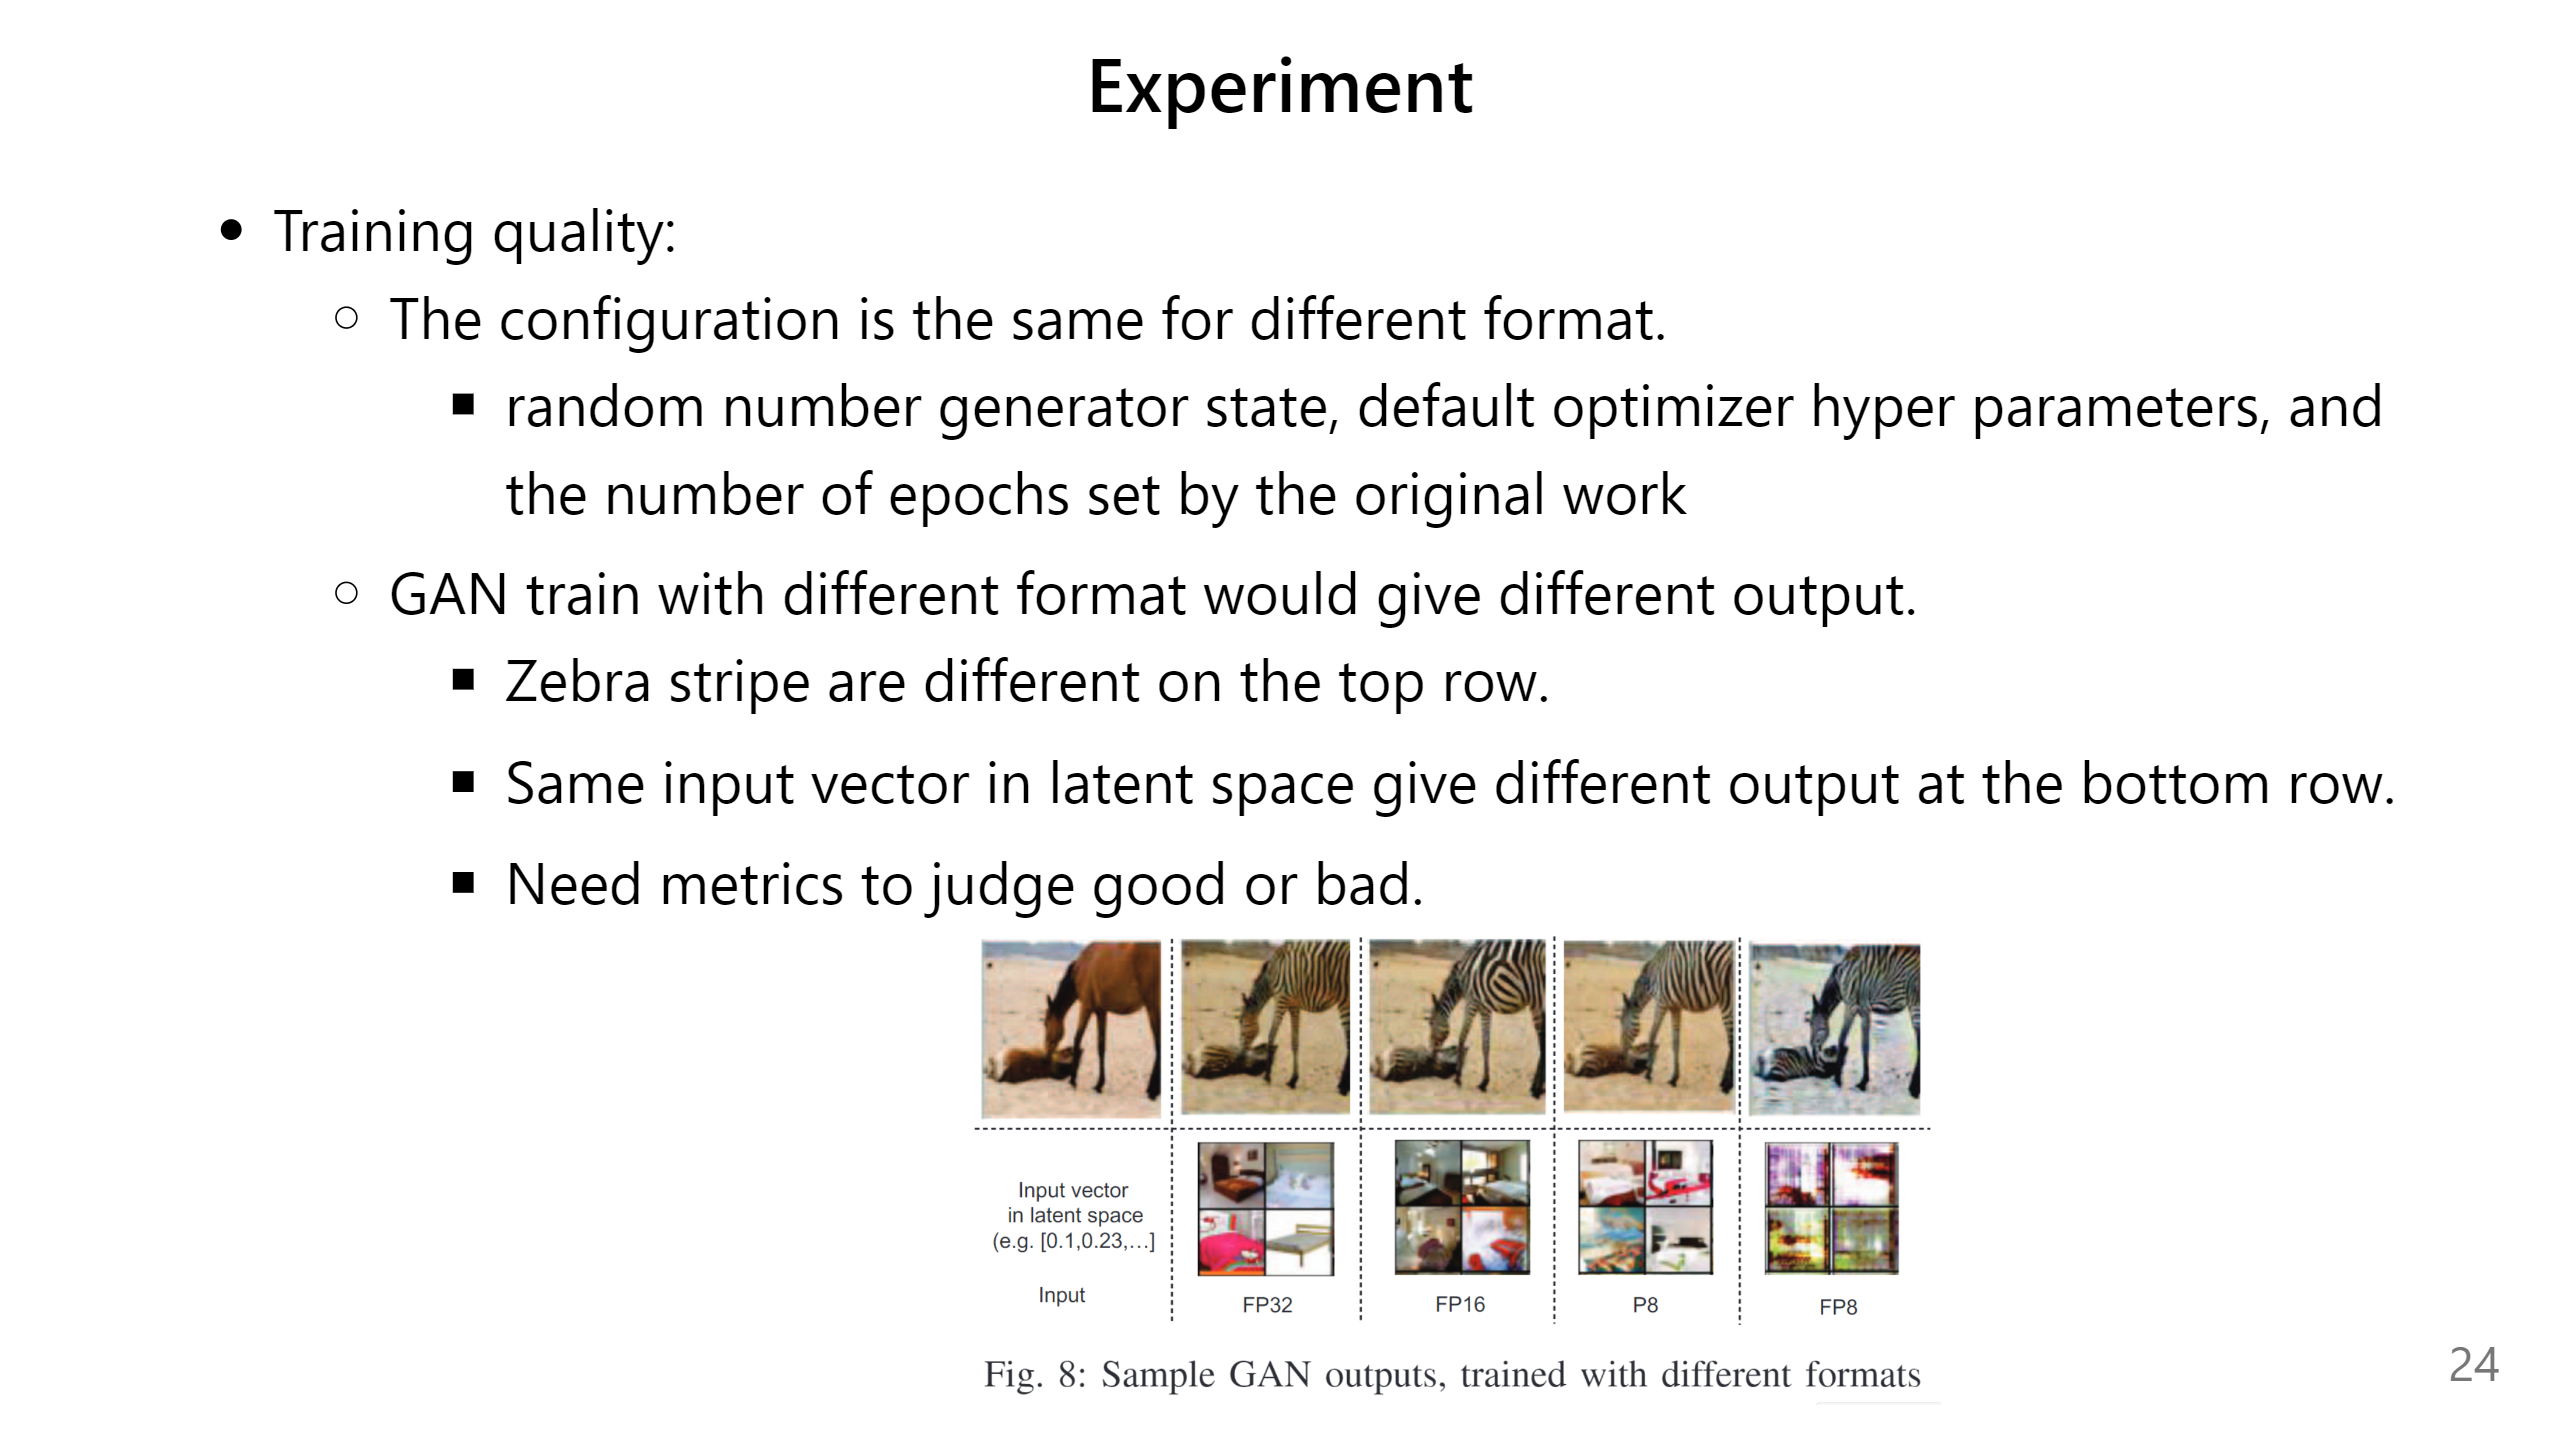 Experiment
• Training quality:
○ The configuration is the same for different format.
■ random number generator state, default optimizer hyper parameters, and
the number of epochs set by the original work
○ GAN train with different format would give different output.
■ Zebra stripe are different on the top row.
■ Same input vector in latent space give different output at the bottom row.
■ Need metrics to judge good or bad.
Input vector
in latent space
(e.g. [0.1,0.23,…]
Input
FP32
FP16
P8
FP8
Fig. 8: Sample GAN outputs, trained with different formats
24